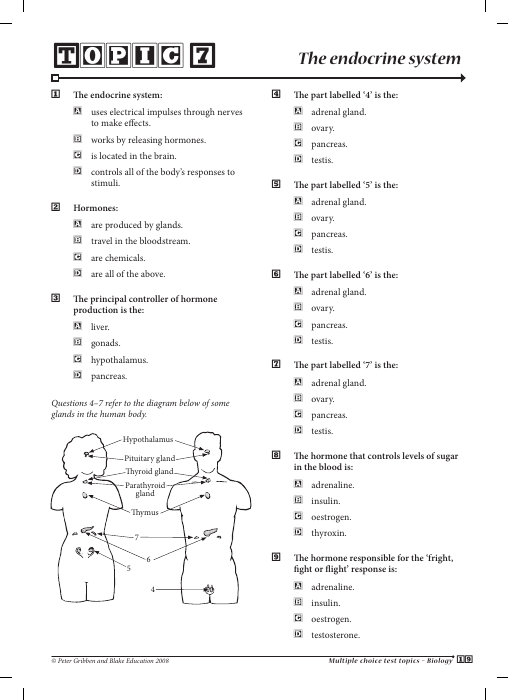 TOPIC 7
The endocrine system
1 The endocrine system:
A uses electrical impulses through nerves
to make effects.
B works by releasing hormones.
C is located in the brain.
D controls all of the body's responses to
stimuli.
2 Hormones:
A are produced by glands.
B travel in the bloodstream.
C are chemicals.
D are all of the above.
3 The principal controller of hormone
production is the:
A liver.
B gonads.
C hypothalamus.
D pancreas.
Questions 4–7 refer to the diagram below of some
glands in the human body.
Hypothalamus
Pituitary gland
Thyroid gland
Parathyroid
gland
Thymus
7
6
5
4
4 The part labelled '4' is the:
A adrenal gland.
B ovary.
C pancreas.
D testis.
5 The part labelled '5' is the:
A adrenal gland.
B ovary.
C pancreas.
D testis.
6 The part labelled '6' is the:
A adrenal gland.
B ovary.
C pancreas.
D testis.
7 The part labelled '7' is the:
A adrenal gland.
B ovary.
C pancreas.
D testis.
8 The hormone that controls levels of sugar
in the blood is:
A adrenaline.
B insulin.
C oestrogen.
D thyroxin.
9 The hormone responsible for the 'fright,
fight or flight' response is:
A adrenaline.
B insulin.
C oestrogen.
D testosterone.
© Peter Gribben and Blake Education 2008
Multiple choice test topics – Biology 19